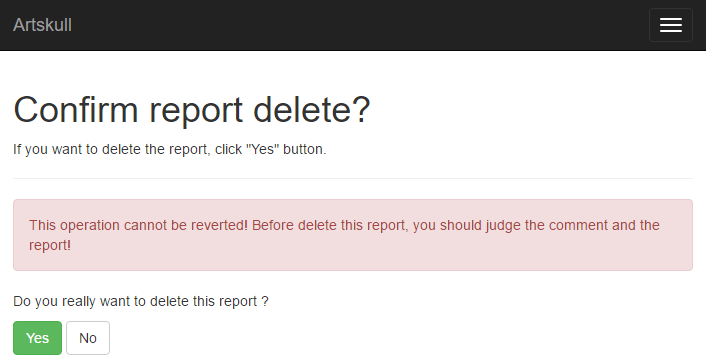 Artskull
Confirm report delete?
If you want to delete the report, click "Yes" button.
This operation cannot be reverted! Before delete this report, you should judge the comment and the
report!
Do you really want to delete this report ?
Yes No